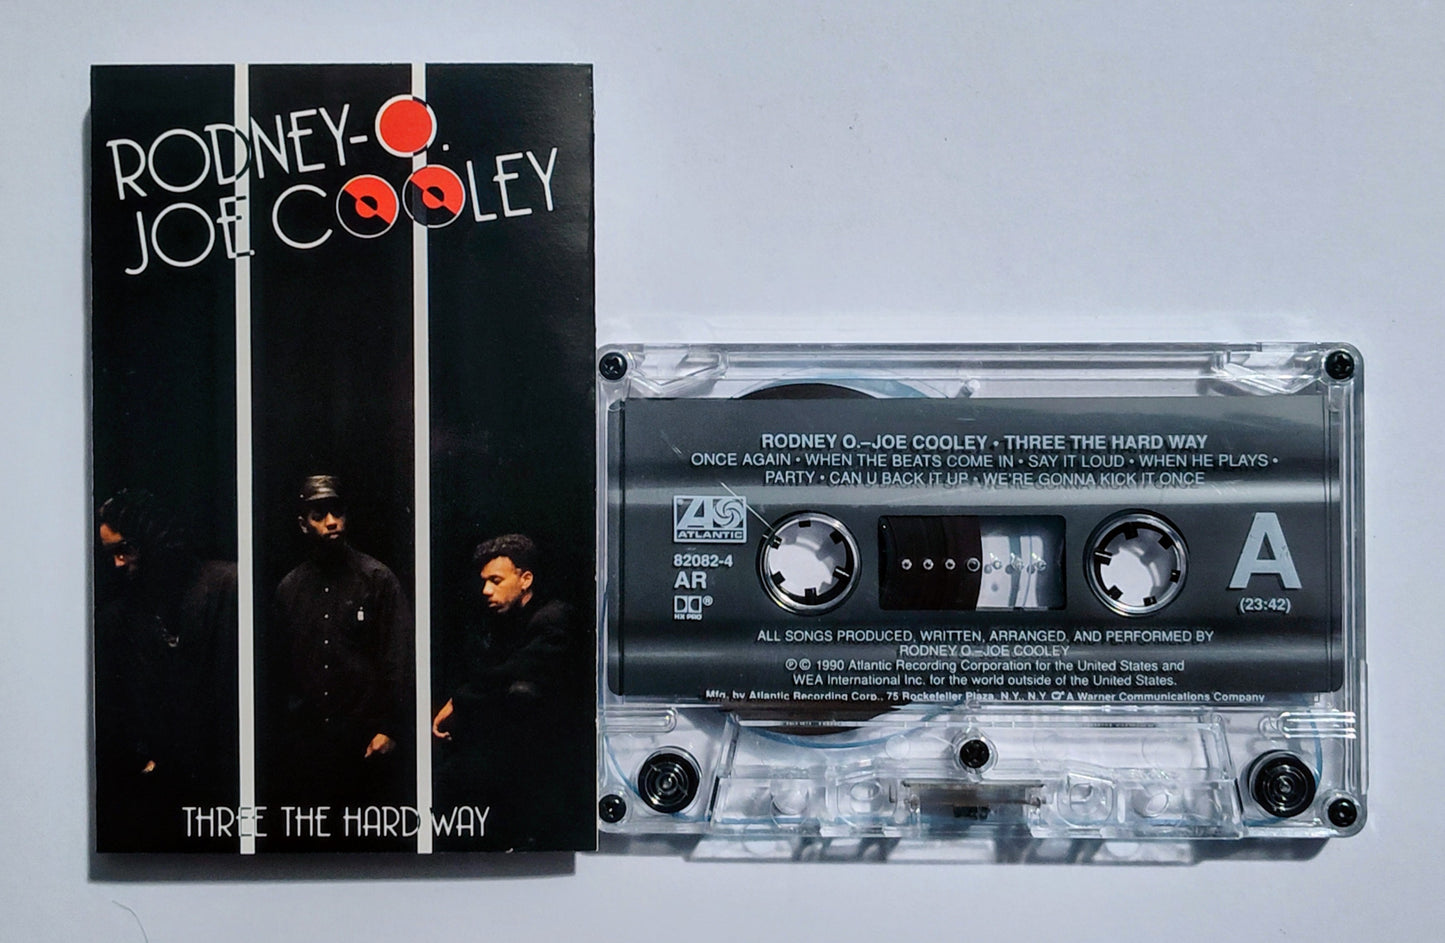 RODNEY-O.
JOE COOLEY
THREE THE HARD WAY
RODNEY O.–JOE COOLEY • THREE THE HARD WAY
ONCE AGAIN • WHEN THE BEATS COME IN • SAY IT LOUD • WHEN HE PLAYS •
PARTY • CAN U BACK IT UP • WE'RE GONNA KICK IT ONCE
ATLANTIC
82082-4
AR
HX PRO
A
(23:42)
ALL SONGS PRODUCED, WRITTEN, ARRANGED, AND PERFORMED BY
RODNEY O.–JOE COOLEY
℗© 1990 Atlantic Recording Corporation for the United States and
WEA International Inc. for the world outside of the United States.
Mfg. by Atlantic Recording Corp., 75 Rockefeller Plaza, N.Y., N.Y. A Warner Communications Company